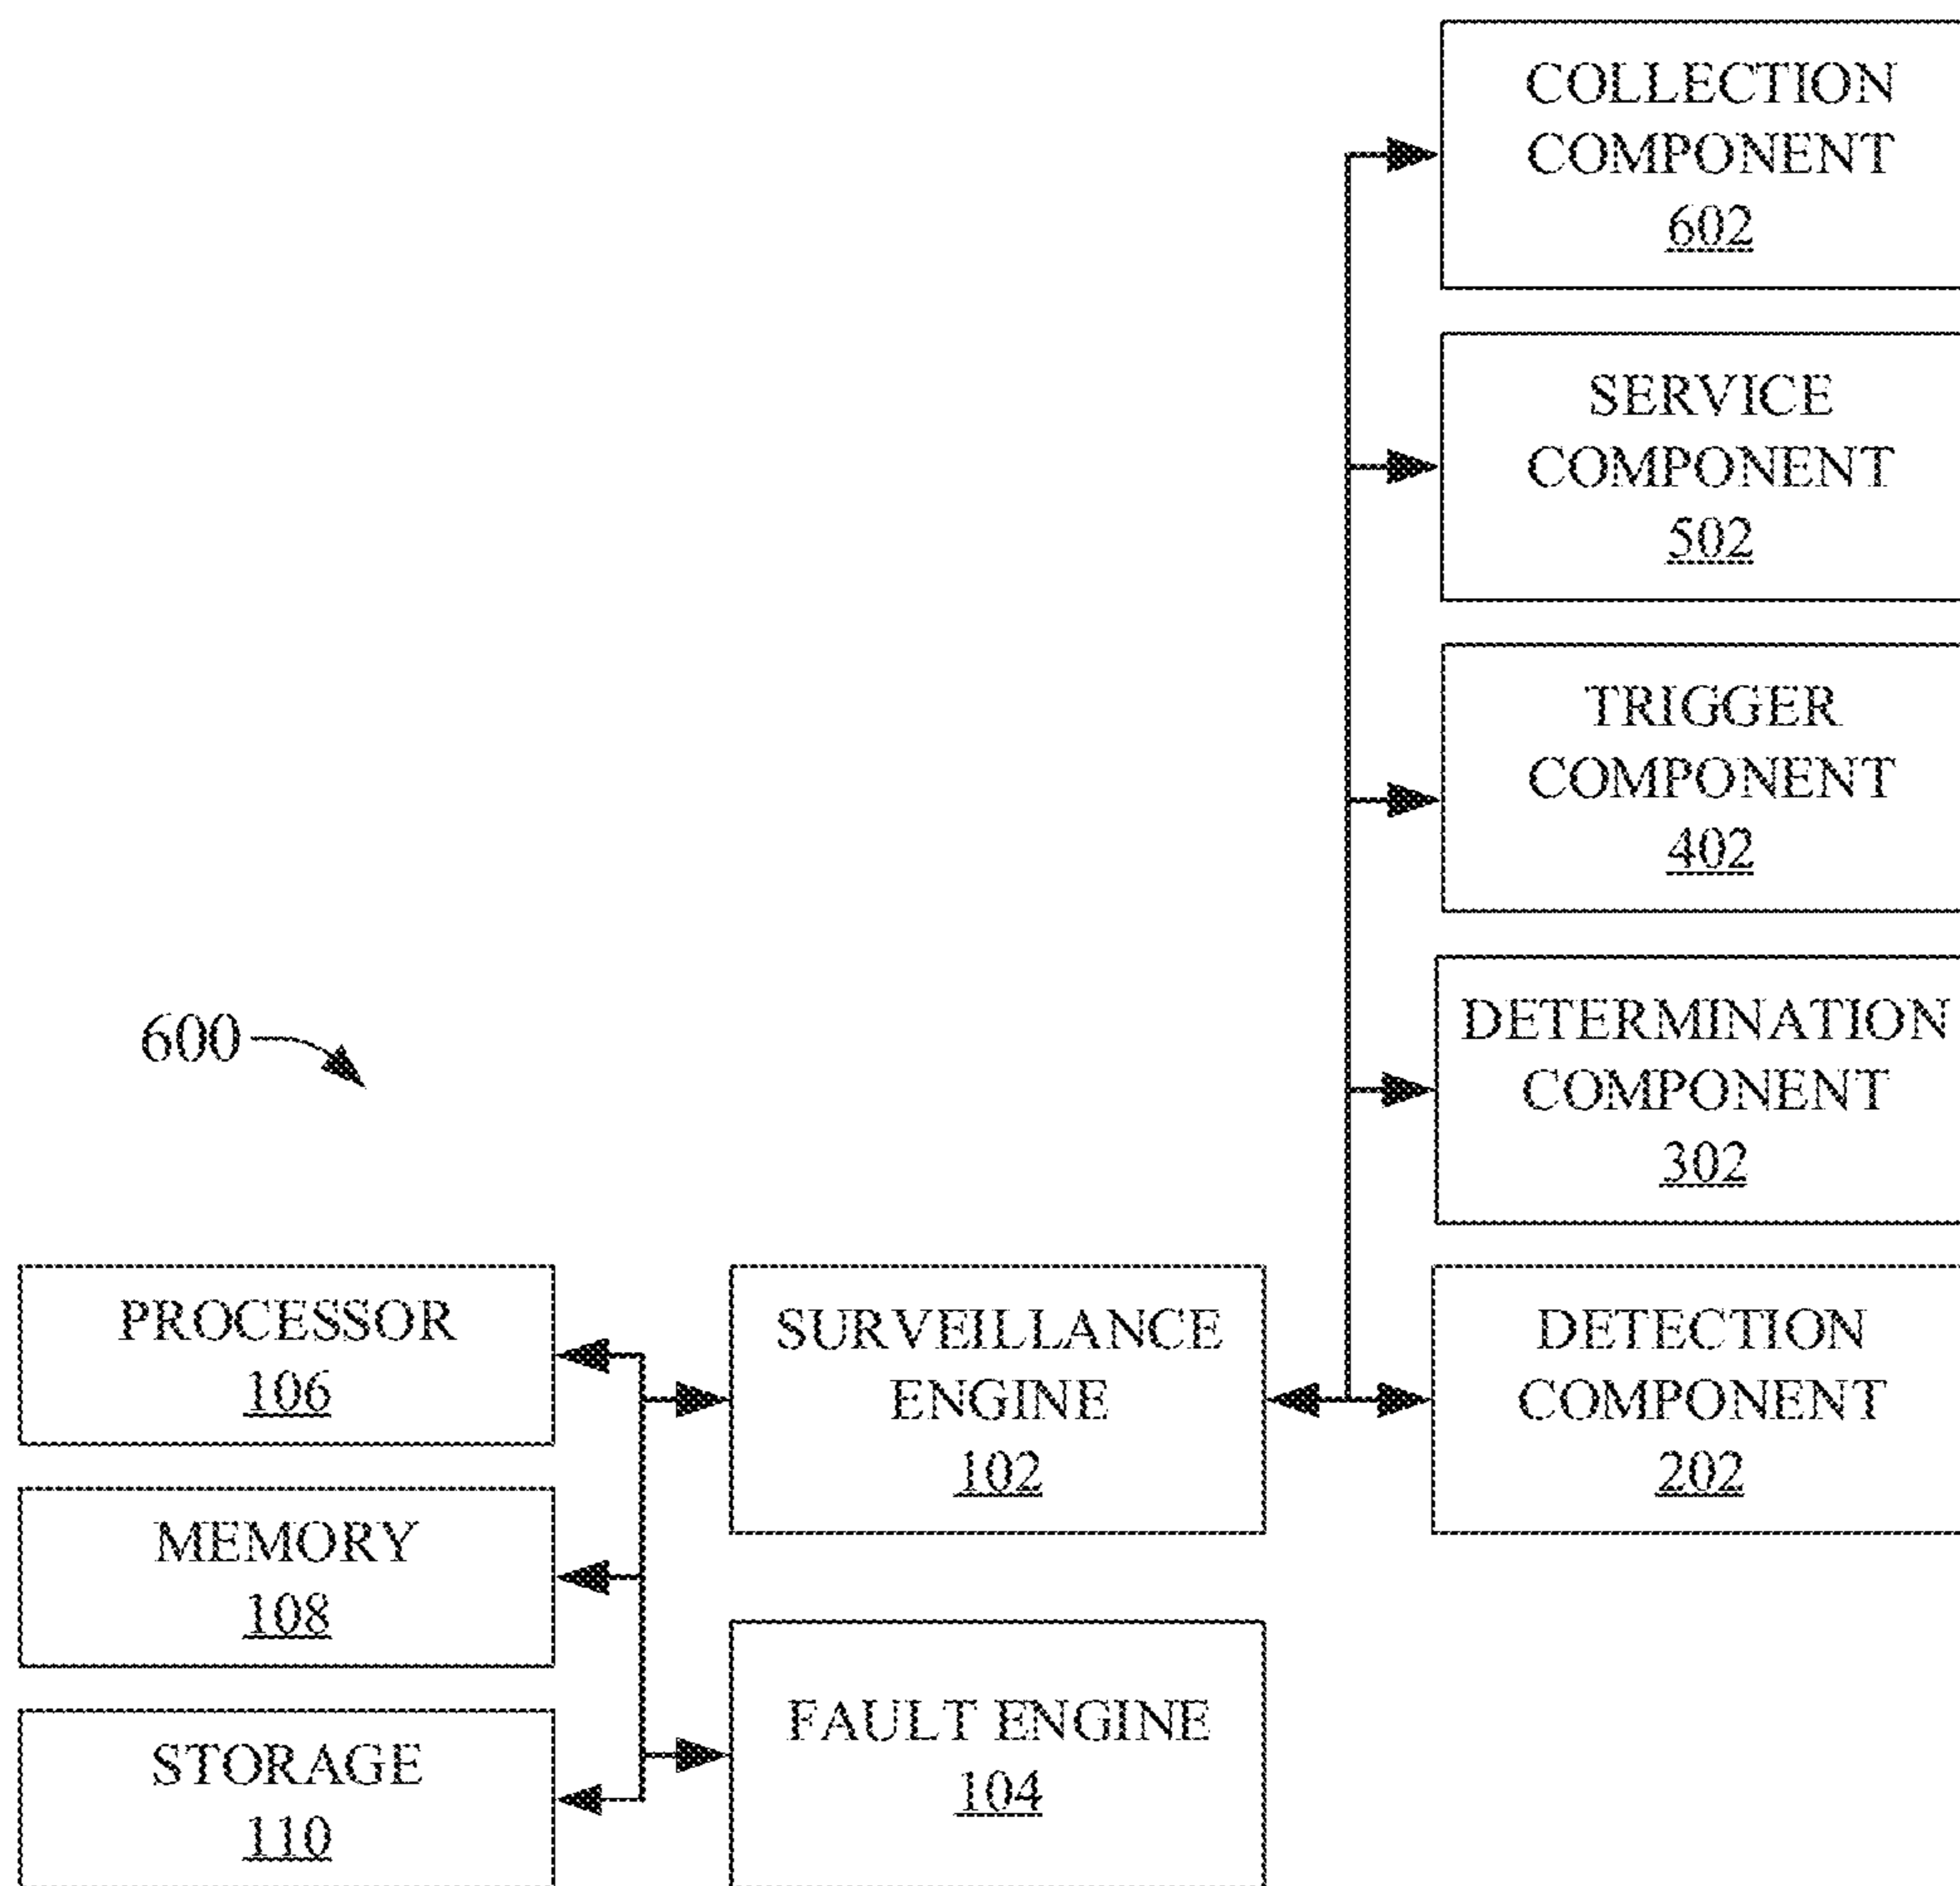 COLLECTION
COMPONENT
602
SERVICE
COMPONENT
502
TRIGGER
COMPONENT
402
DETERMINATION
COMPONENT
302
600
PROCESSOR
106
SURVEILLANCE
ENGINE
102
DETECTION
COMPONENT
202
MEMORY
108
FAULT ENGINE
104
STORAGE
110